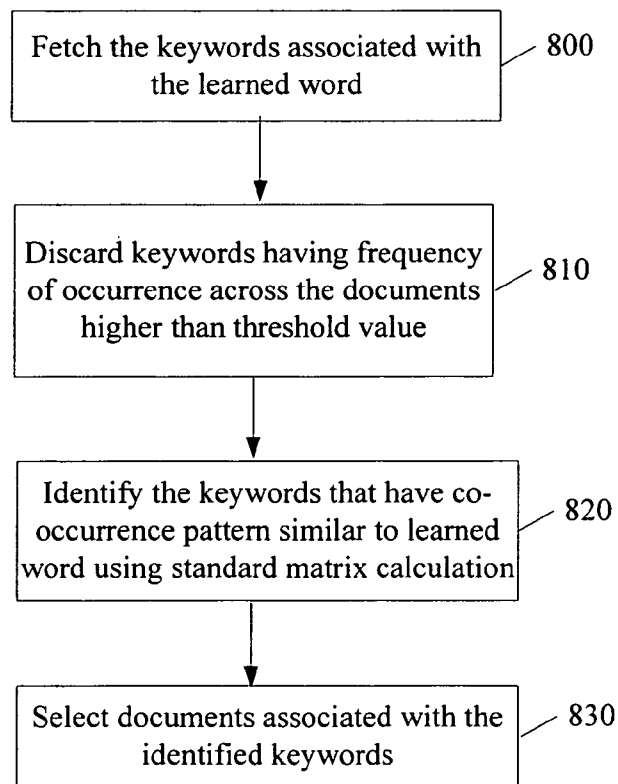 Fetch the keywords associated with
the learned word
800
Discard keywords having frequency
of occurrence across the documents
higher than threshold value
810
Identify the keywords that have co-
occurrence pattern similar to learned
word using standard matrix calculation
820
Select documents associated with the
identified keywords
830